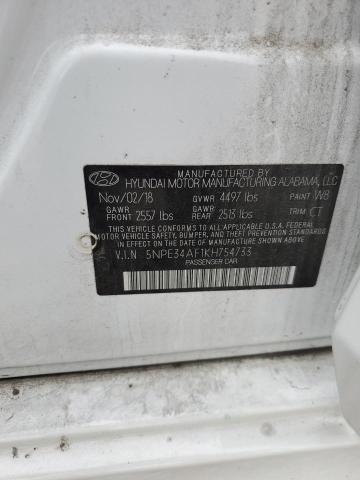 MANUFACTURED BY
HYUNDAI MOTOR MANUFACTURING ALABAMA, LLC
Nov/02/18 GVWR 4497 lbs PAINT W8
GAWR FRONT 2557 lbs GAWR REAR 2513 lbs TRIM CT
THIS VEHICLE CONFORMS TO ALL APPLICABLE U.S.A. FEDERAL
MOTOR VEHICLE SAFETY, BUMPER, AND THEFT PREVENTION
STANDARDS IN EFFECT ON THE DATE OF MANUFACTURE SHOWN ABOVE.
V.I.N 5NPE34AF1KH754733
PASSENGER CAR